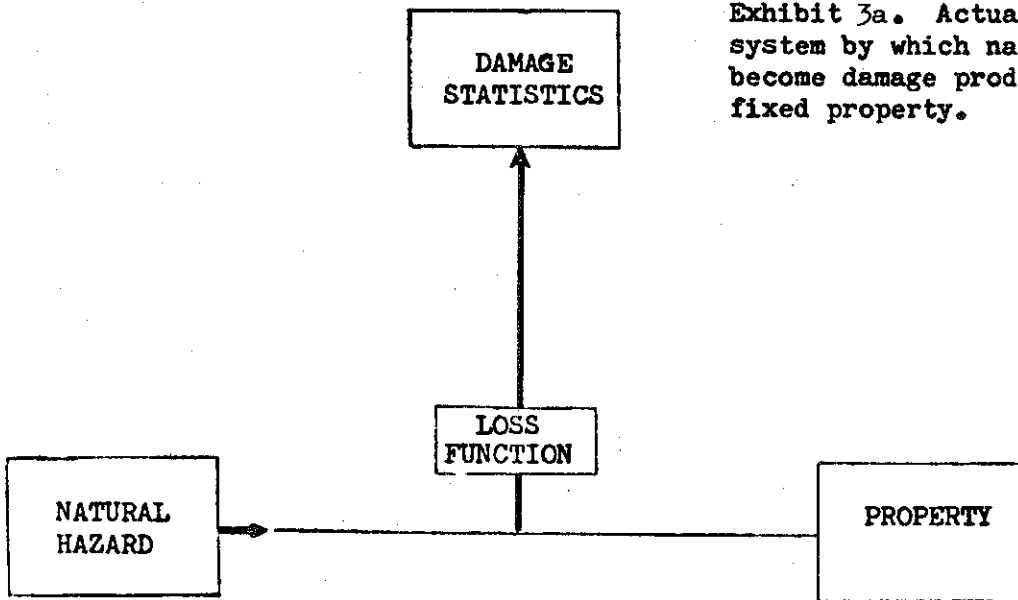 Exhibit 3a. Actua
system by which na
become damage prod
fixed property.
DAMAGE
STATISTICS
LOSS
FUNCTION
NATURAL
HAZARD
PROPERTY